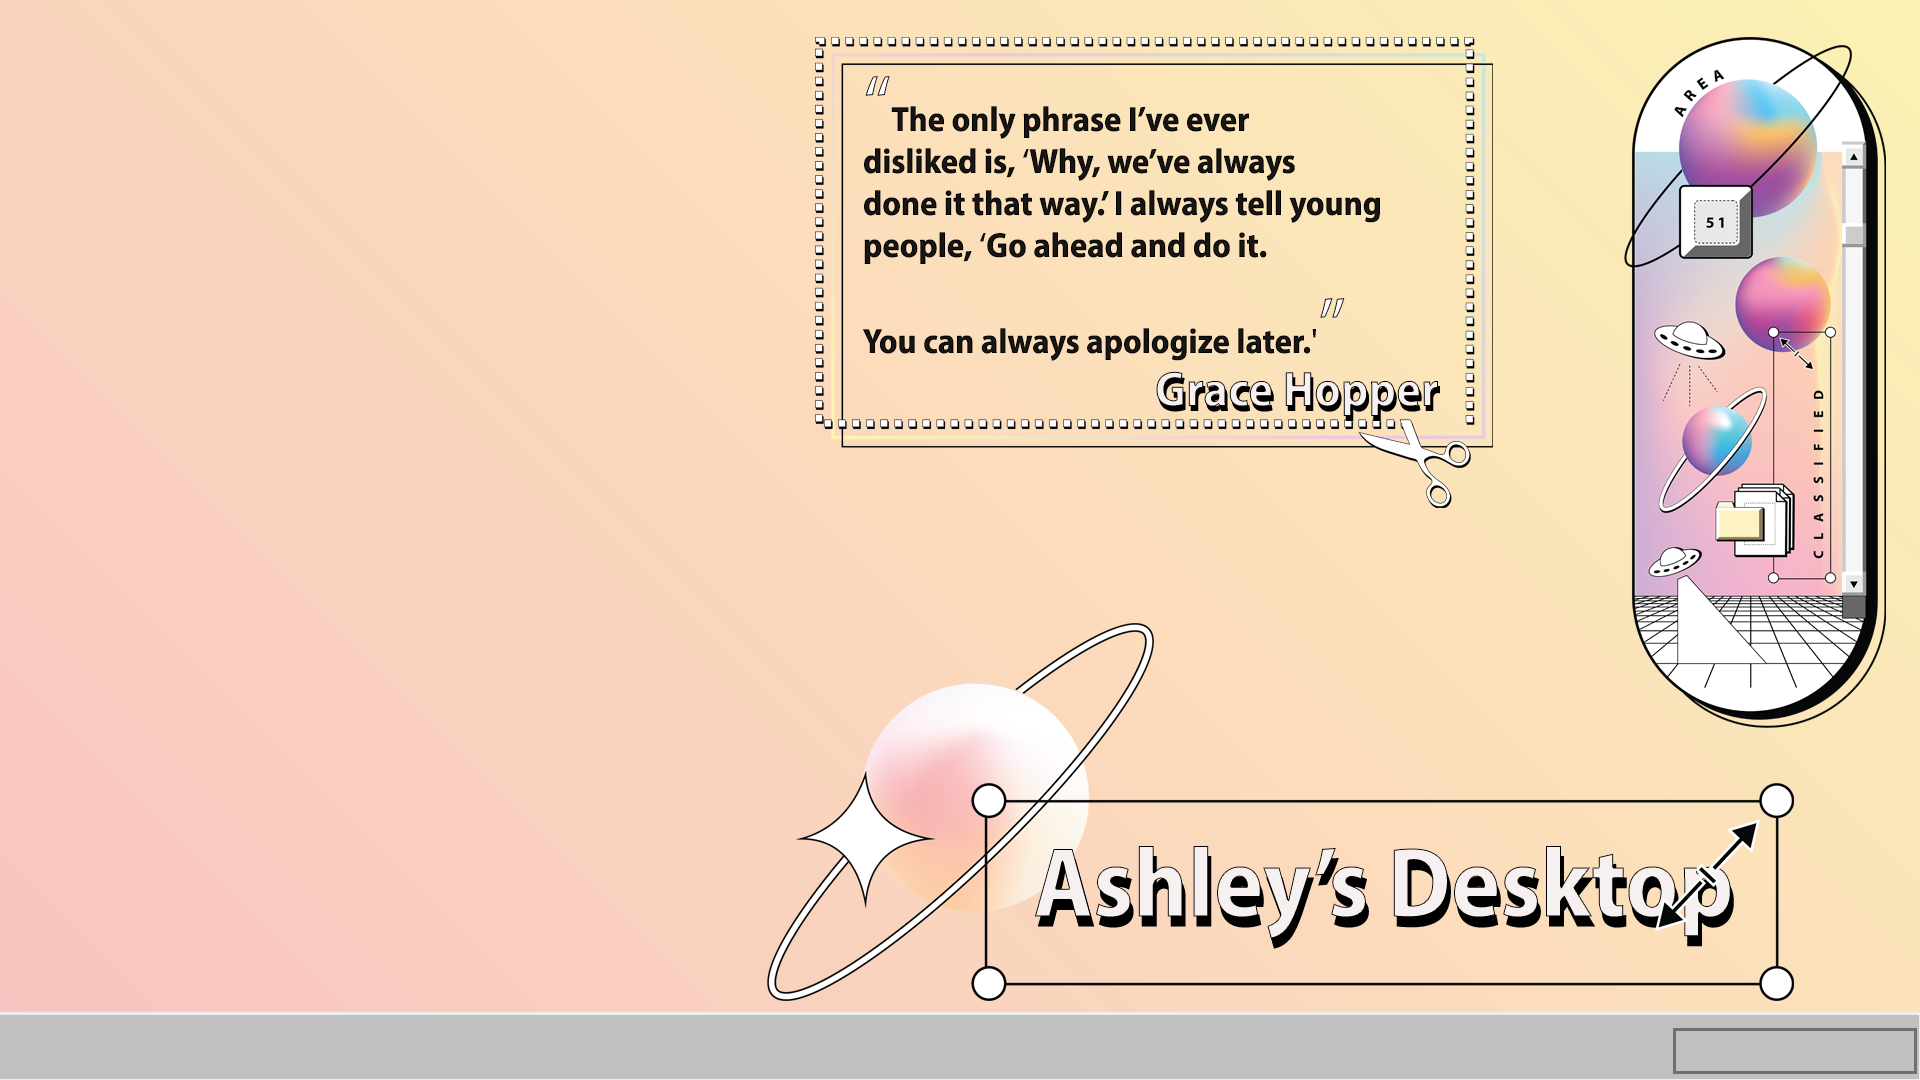 "The only phrase I've ever
disliked is, ‘Why, we’ve always
done it that way.’ I always tell young
people, ‘Go ahead and do it.
You can always apologize later.'"
Grace Hopper
AREA
51
CLASSIFIED
Ashley’s Desktop